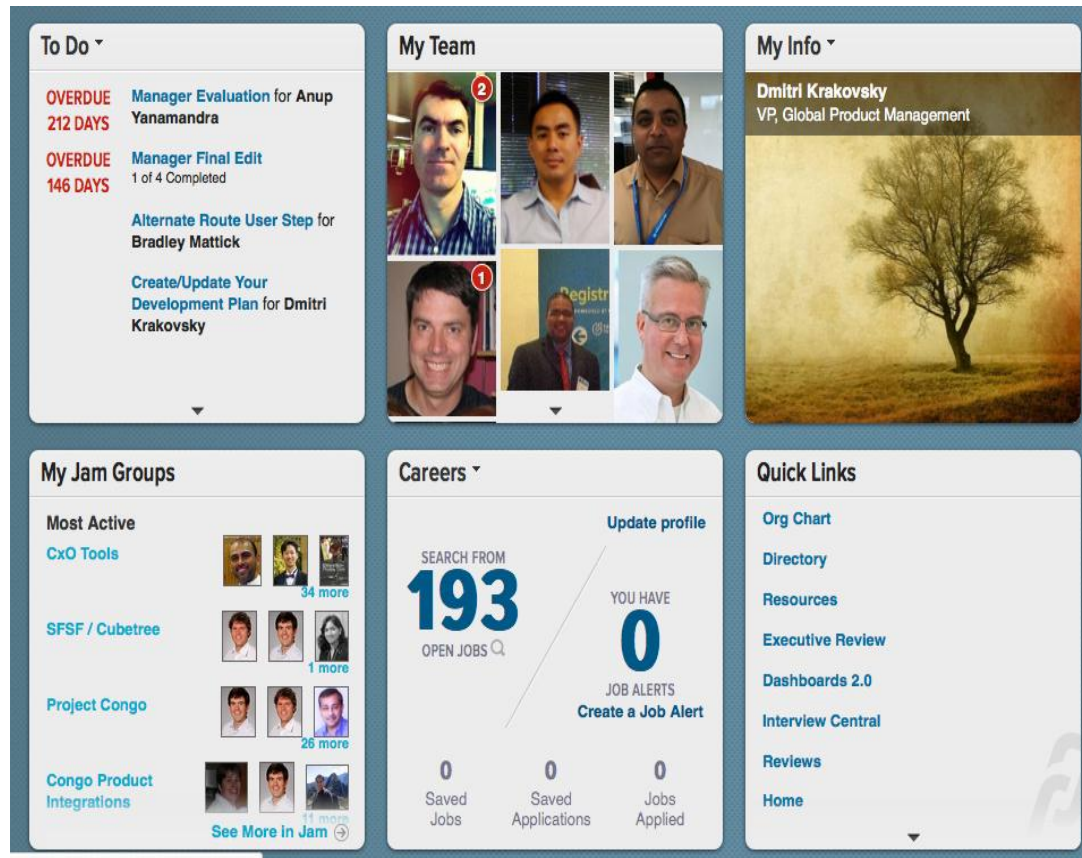 To Do
OVERDUE
212 DAYS
Manager Evaluation for Anup
Yanamandra
OVERDUE
146 DAYS
Manager Final Edit
1 of 4 Completed
Alternate Route User Step for
Bradley Mattick
Create/Update Your
Development Plan for Dmitri
Krakovsky
My Team
2
1
Registr
My Info
Dmitri Krakovsky
VP, Global Product Management
My Jam Groups
Most Active
CxO Tools
34 more
SFSF / Cubetree
1 more
Project Congo
26 more
Congo Product
Integrations
11 more
See More in Jam
Careers
Update profile
SEARCH FROM
193
OPEN JOBS
YOU HAVE
0
JOB ALERTS
Create a Job Alert
0
Saved
Jobs
0
Saved
Applications
0
Jobs
Applied
Quick Links
Org Chart
Directory
Resources
Executive Review
Dashboards 2.0
Interview Central
Reviews
Home